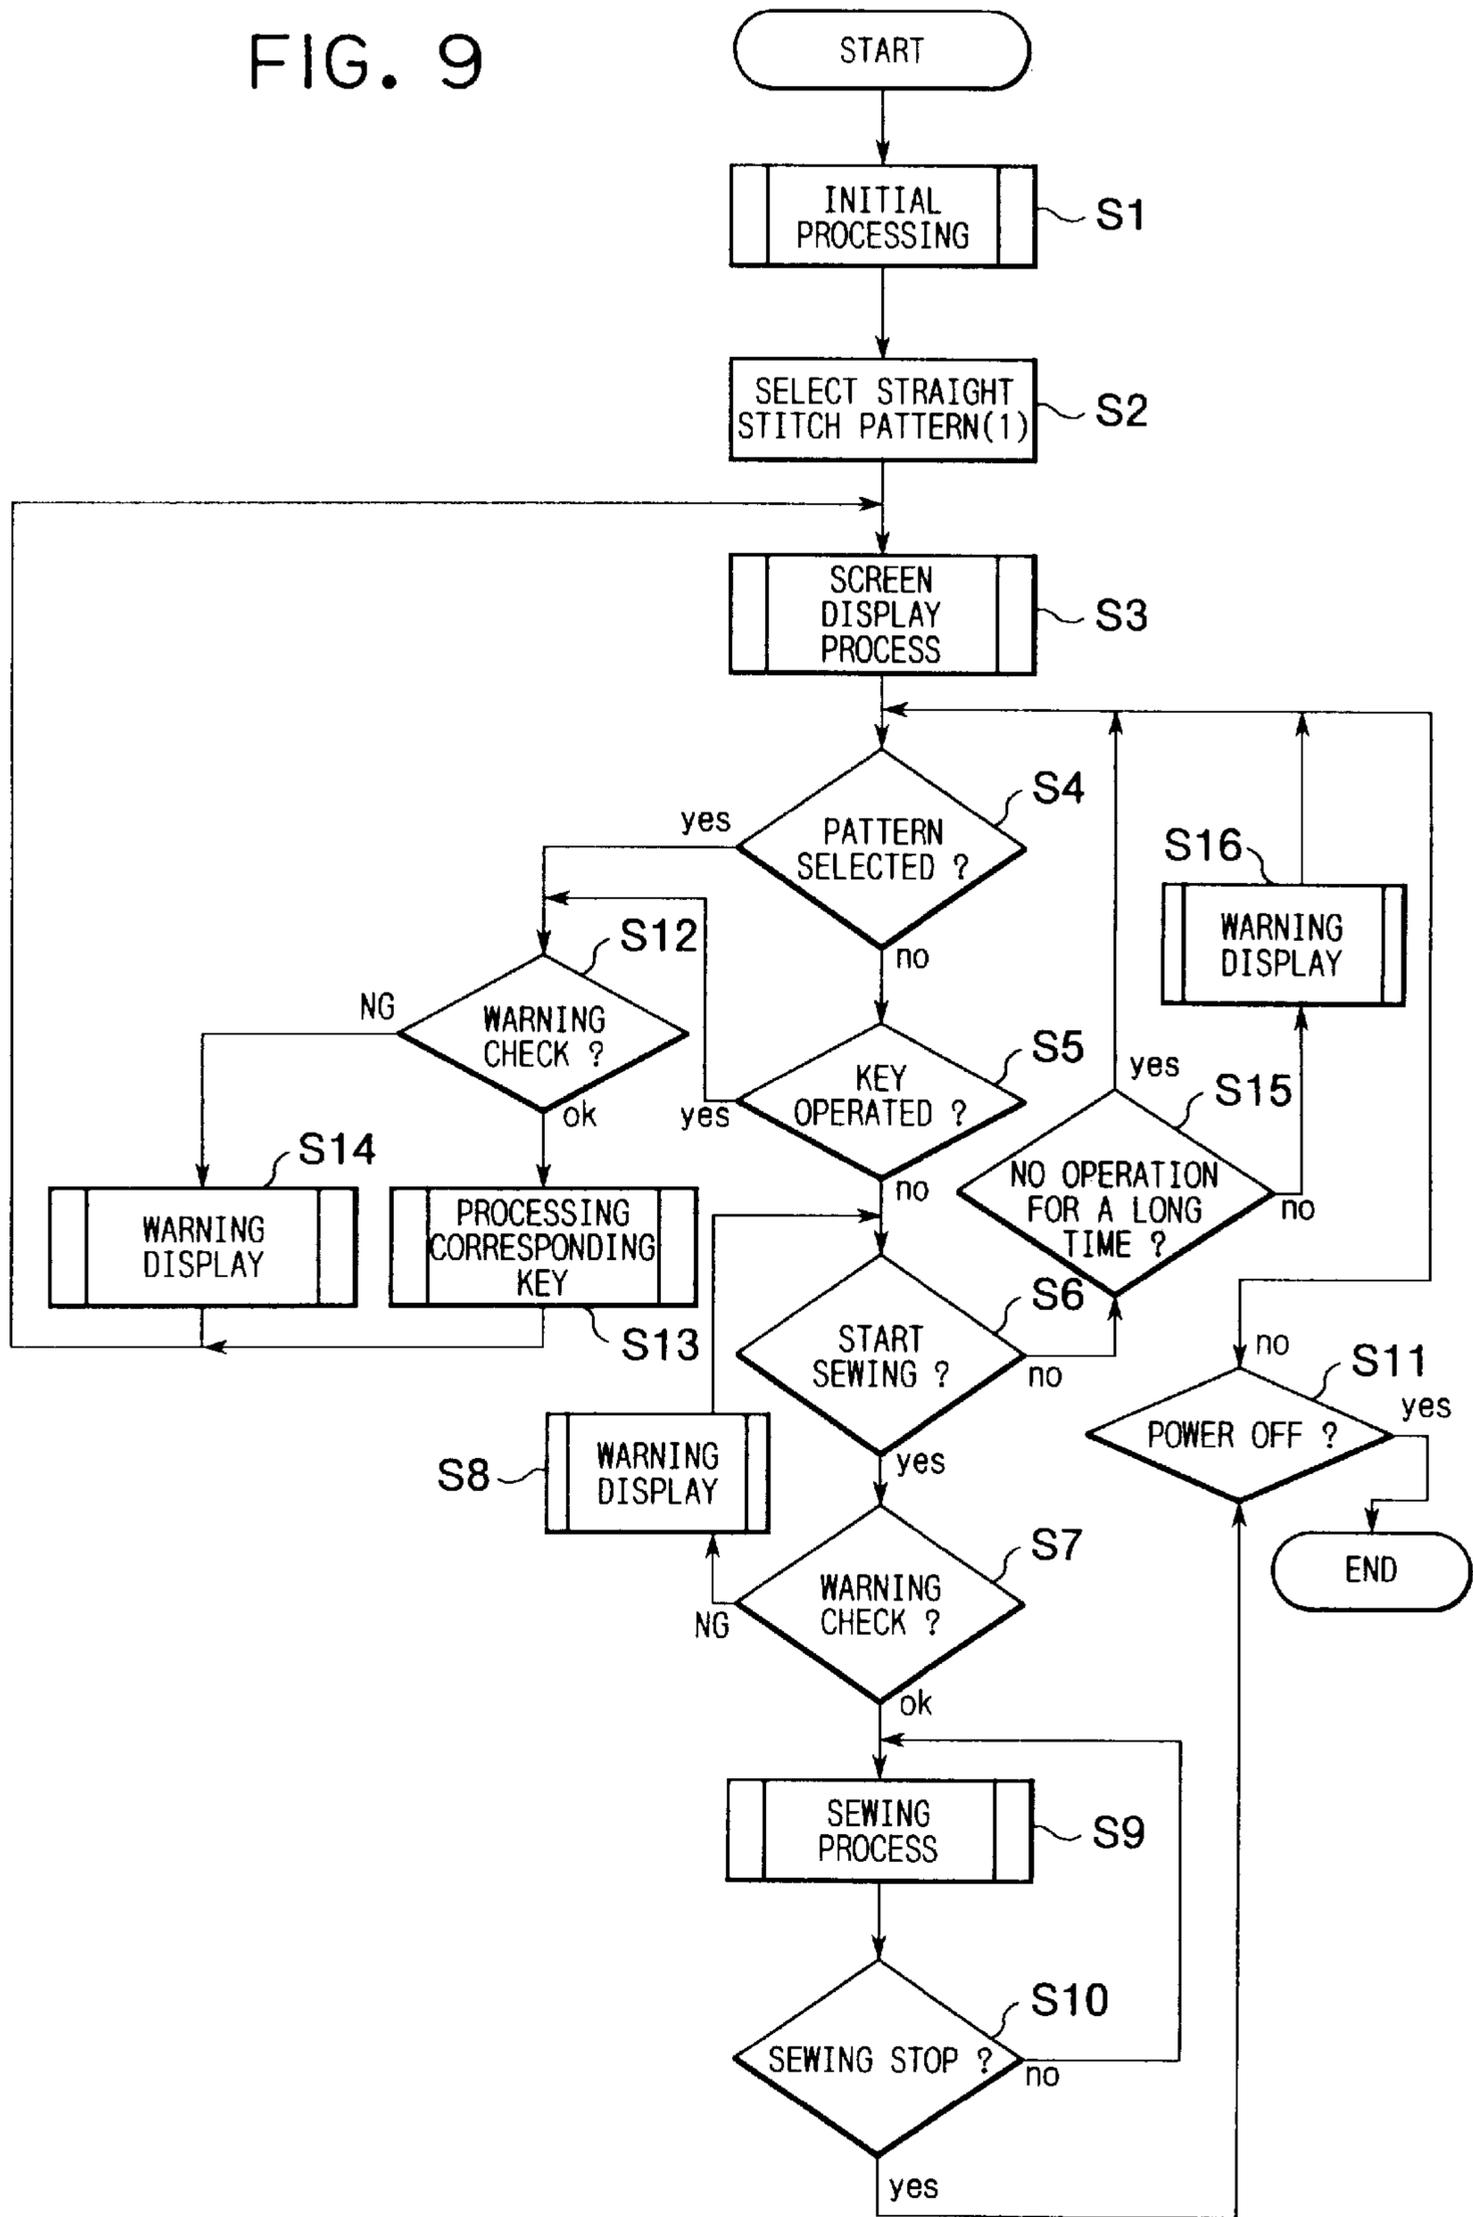 FIG. 9
START
INITIAL
PROCESSING
S1
SELECT STRAIGHT
STITCH PATTERN(1)
S2
SCREEN
DISPLAY
PROCESS
S3
S4
yes
PATTERN
SELECTED ?
no
S16
WARNING
DISPLAY
S12
NG
WARNING
CHECK ?
ok
S5
KEY
OPERATED ?
yes
no
yes
S15
NO OPERATION
FOR A LONG
TIME ?
no
S14
WARNING
DISPLAY
PROCESSING
CORRESPONDING
KEY
S13
S6
START
SEWING ?
no
yes
no
S11
POWER OFF ?
yes
END
S8
WARNING
DISPLAY
S7
WARNING
CHECK ?
NG
ok
SEWING
PROCESS
S9
S10
SEWING STOP ?
no
yes